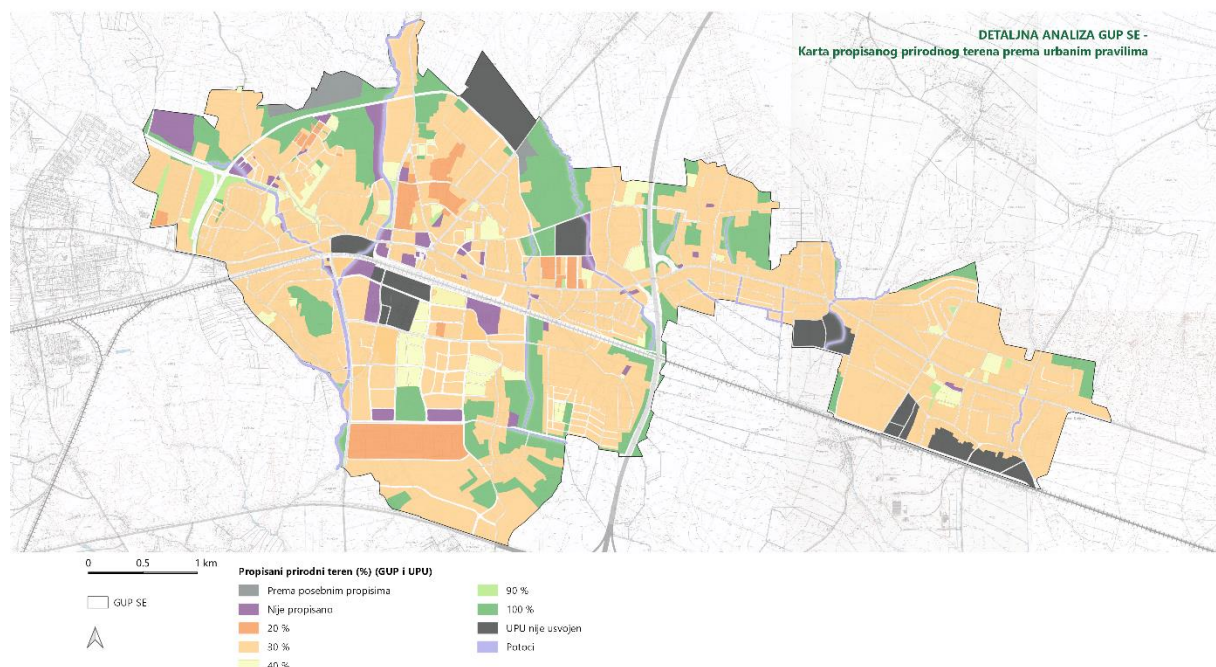 DETALJNA ANALIZA GUP SE -
Karta propisanog prirodnog terena prema urbanim pravilima
0 0.5 1 km
GUP SE
Propisani prirodni teren (%) (GUP i UPU)
Prema posebnim propisima
Nije propisano
20 %
30 %
40 %
90 %
100 %
UPU nije usvojen
Potoci